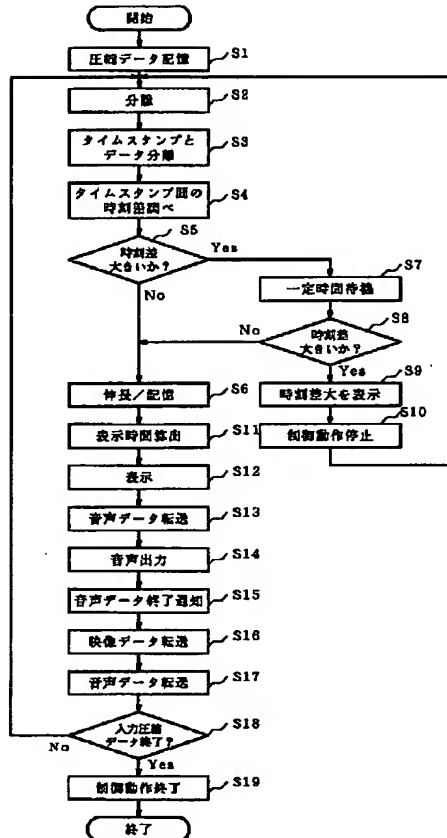 開始
圧縮データ記憶
S1
分離
S2
タイムスタンプと
データ分離
S3
タイムスタンプ間の
時刻差調べ
S4
S5
時刻差
大きいか?
Yes
No
S7
一定時間待機
S8
時刻差
大きいか?
No
Yes
S9
時刻差大を表示
S10
制御動作停止
伸長/記憶
S6
表示時間算出
S11
表示
S12
音声データ転送
S13
音声出力
S14
音声データ終了通知
S15
映像データ転送
S16
音声データ転送
S17
入力圧縮
データ終了?
S18
No
Yes
制御動作終了
S19
終了